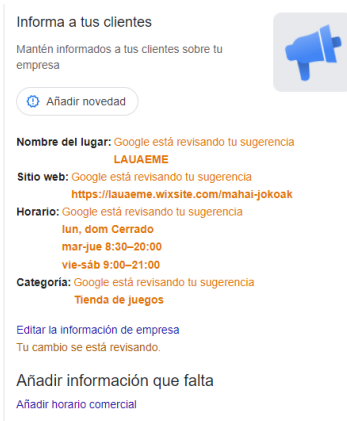 Informa a tus clientes
Mantén informados a tus clientes sobre tu
empresa
Añadir novedad
Nombre del lugar: Google está revisando tu sugerencia
LAUAEME
Sitio web: Google está revisando tu sugerencia
https://lauaeme.wixsite.com/mahai-jokoak
Horario: Google está revisando tu sugerencia
lun, dom Cerrado
mar-jue 8:30–20:00
vie-sáb 9:00–21:00
Categoría: Google está revisando tu sugerencia
Tienda de juegos
Editar la información de empresa
Tu cambio se está revisando.
Añadir información que falta
Añadir horario comercial